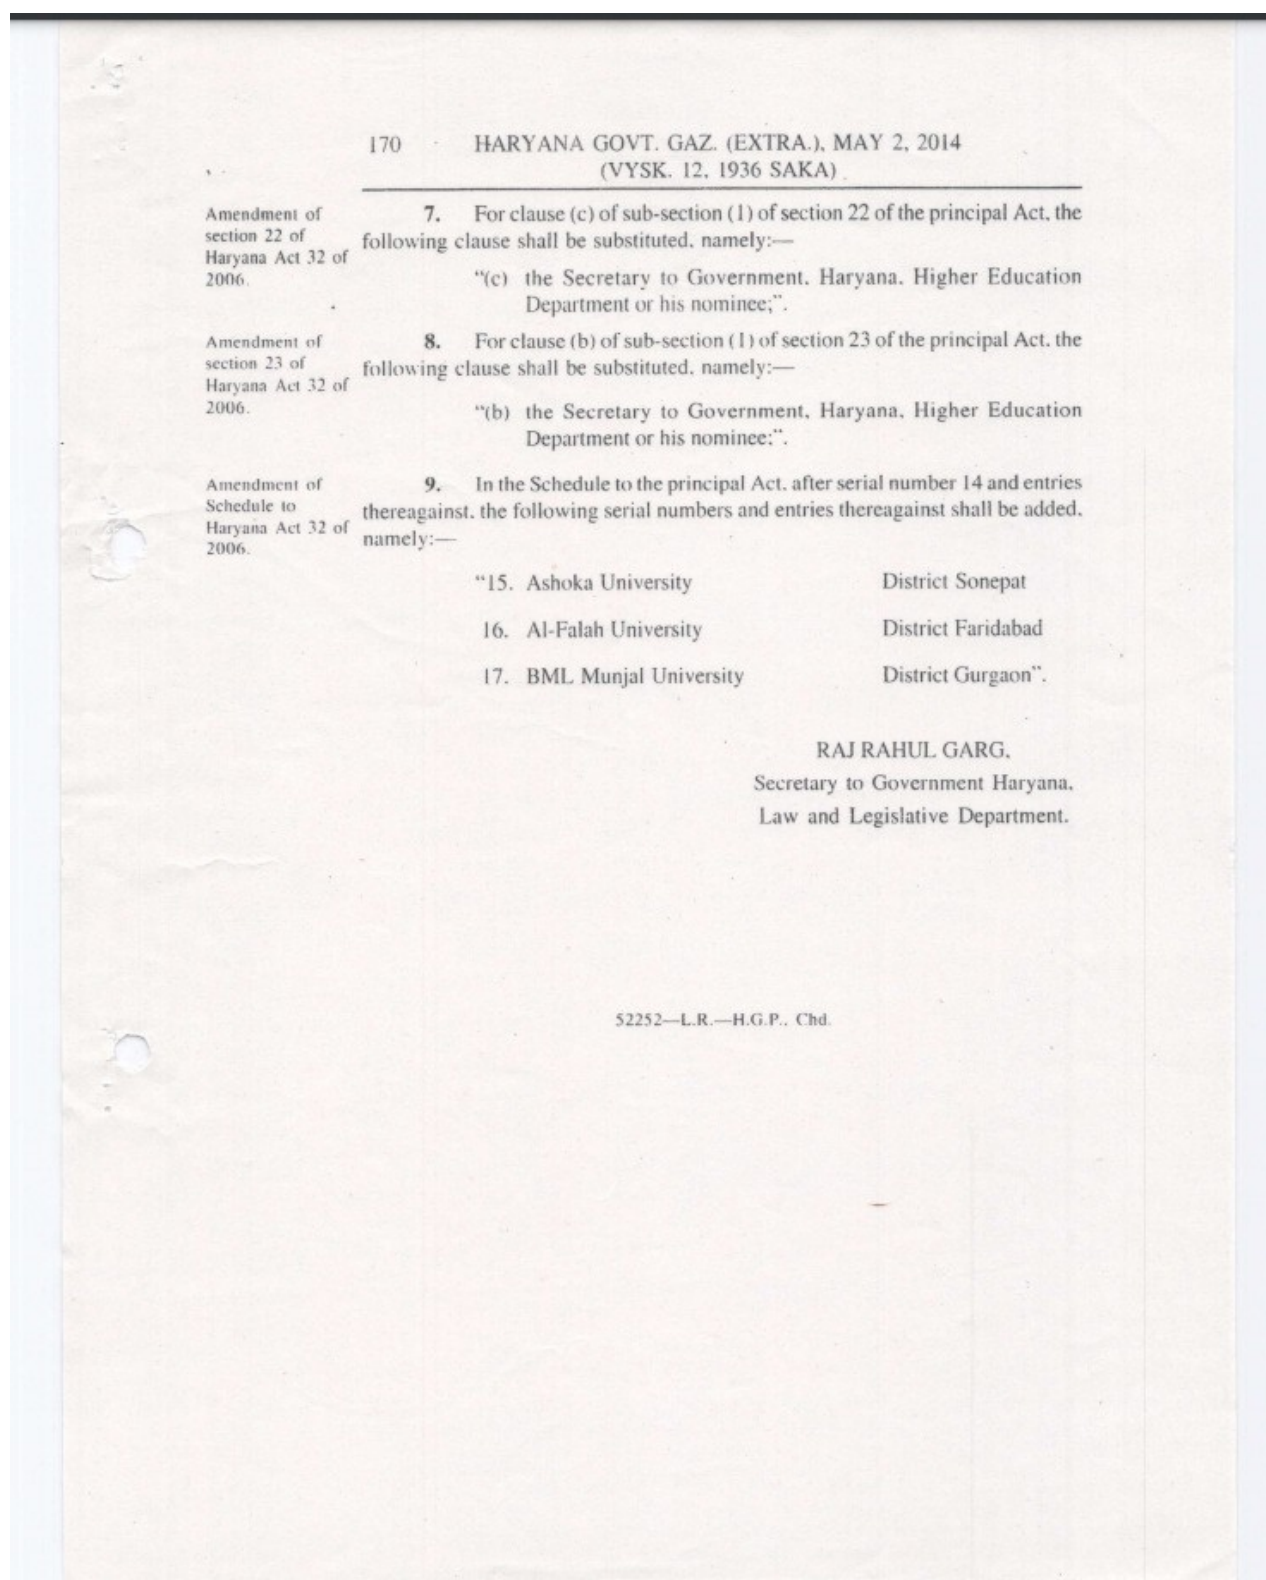 170 HARYANA GOVT. GAZ. (EXTRA.), MAY 2, 2014
(VYSK. 12, 1936 SAKA)
Amendment of
section 22 of
Haryana Act 32 of
2006.
7. For clause (c) of sub-section (1) of section 22 of the principal Act, the
following clause shall be substituted, namely:—
“(c) the Secretary to Government, Haryana, Higher Education
Department or his nominee;”.
Amendment of
section 23 of
Haryana Act 32 of
2006.
8. For clause (b) of sub-section (1) of section 23 of the principal Act, the
following clause shall be substituted, namely:—
“(b) the Secretary to Government, Haryana, Higher Education
Department or his nominee;”.
Amendment of
Schedule to
Haryana Act 32 of
2006.
9. In the Schedule to the principal Act, after serial number 14 and entries
thereagainst, the following serial numbers and entries thereagainst shall be added,
namely:—
“15. Ashoka University District Sonepat
16. Al-Falah University District Faridabad
17. BML Munjal University District Gurgaon”.
RAJ RAHUL GARG,
Secretary to Government Haryana,
Law and Legislative Department.
52252—L.R.—H.G.P., Chd.